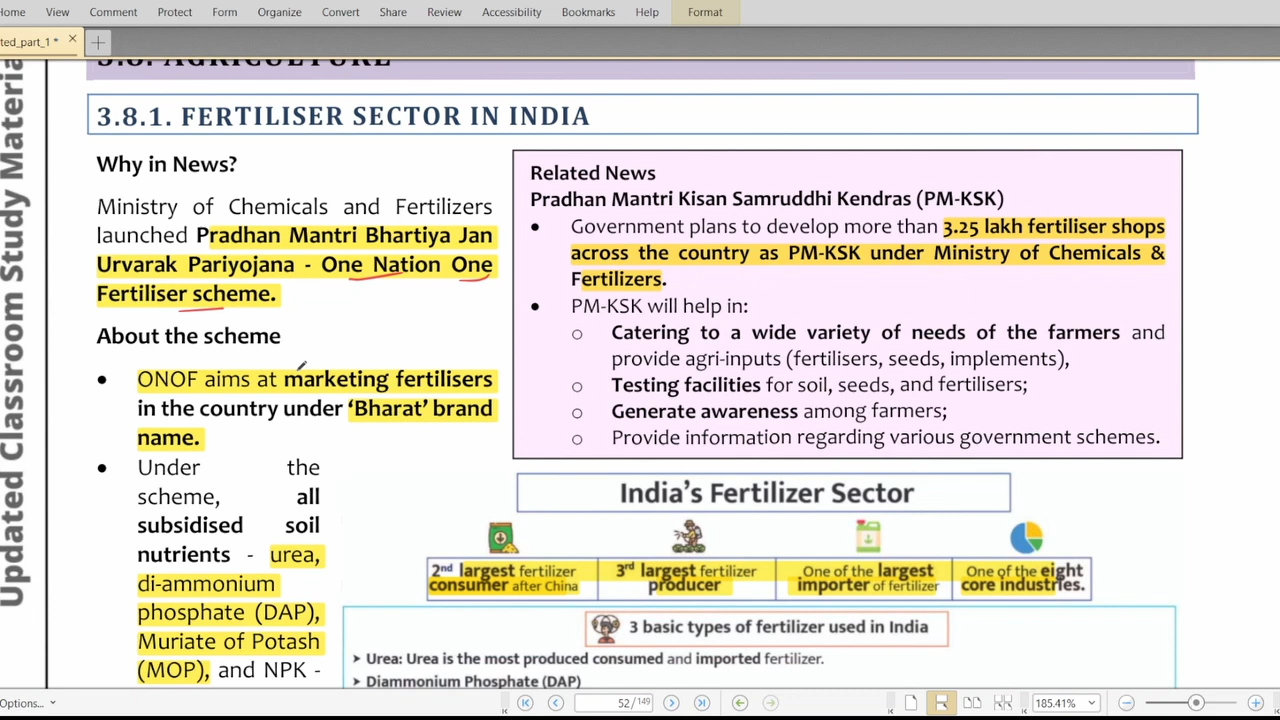 Home View Comment Protect Form Organize Convert Share Review Accessibility Bookmarks Help Format
ted_part_1 *
3.8. AGRICULTURE
3.8.1. FERTILISER SECTOR IN INDIA
Updated Classroom Study Materia
Why in News?
Ministry of Chemicals and Fertilizers
launched Pradhan Mantri Bhartiya Jan
Urvarak Pariyojana - One Nation One
Fertiliser scheme.
About the scheme
• ONOF aims at marketing fertilisers
in the country under ‘Bharat’ brand
name.
• Under the
scheme, all
subsidised soil
nutrients - urea,
di-ammonium
phosphate (DAP),
Muriate of Potash
(MOP), and NPK -
Related News
Pradhan Mantri Kisan Samruddhi Kendras (PM-KSK)
• Government plans to develop more than 3.25 lakh fertiliser shops
across the country as PM-KSK under Ministry of Chemicals &
Fertilizers.
• PM-KSK will help in:
o Catering to a wide variety of needs of the farmers and
provide agri-inputs (fertilisers, seeds, implements),
o Testing facilities for soil, seeds, and fertilisers;
o Generate awareness among farmers;
o Provide information regarding various government schemes.
India's Fertilizer Sector
2nd largest fertilizer
consumer after China
3rd largest fertilizer
producer
One of the largest
importer of fertilizer
One of the eight
core industries.
3 basic types of fertilizer used in India
➤ Urea: Urea is the most produced consumed and imported fertilizer.
➤ Diammonium Phosphate (DAP)
Options...
52 / 149
185.41%